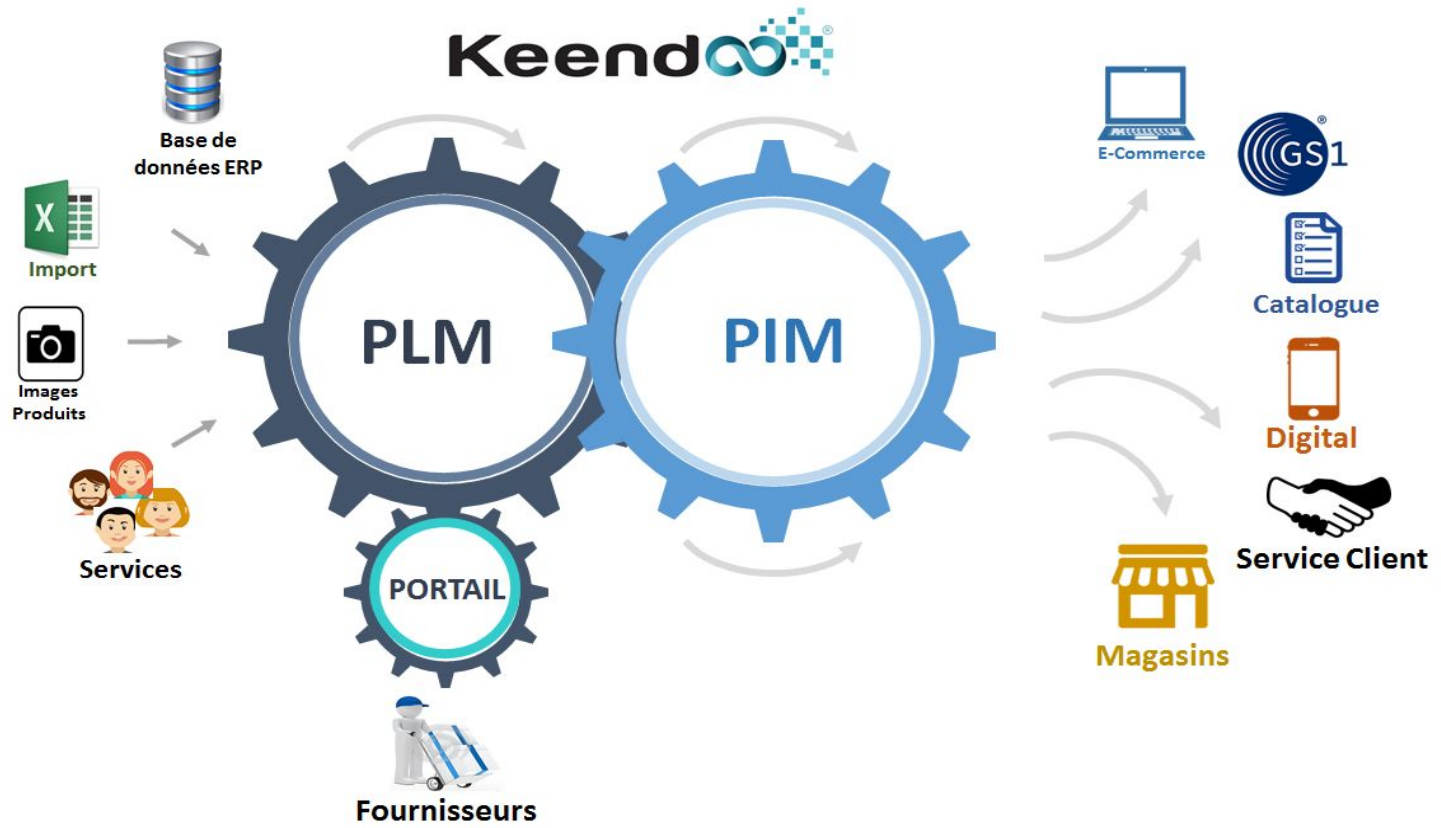 Keendoo
®
Base de
données ERP
X
Import
Images
Produits
Services
PLM
PIM
PORTAIL
Fournisseurs
E-Commerce
GS1
®
Catalogue
Digital
Service Client
Magasins